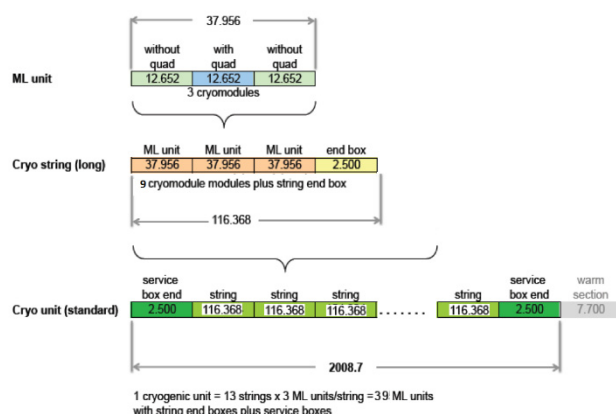 37.956
without quad with quad without quad
ML unit 12.652 12.652 12.652
3 cryomodules
ML unit ML unit ML unit end box
Cryo string (long) 37.956 37.956 37.956 2.500
9 cryomodule modules plus string end box
116.368
service box end string string string string service box end warm section
Cryo unit (standard) 2.500 116.368 116.368 116.368 ....... 116.368 2.500 7.700
2008.7
1 cryogenic unit = 13 strings x 3 ML units/string = 39 ML units
with string end boxes plus service boxes